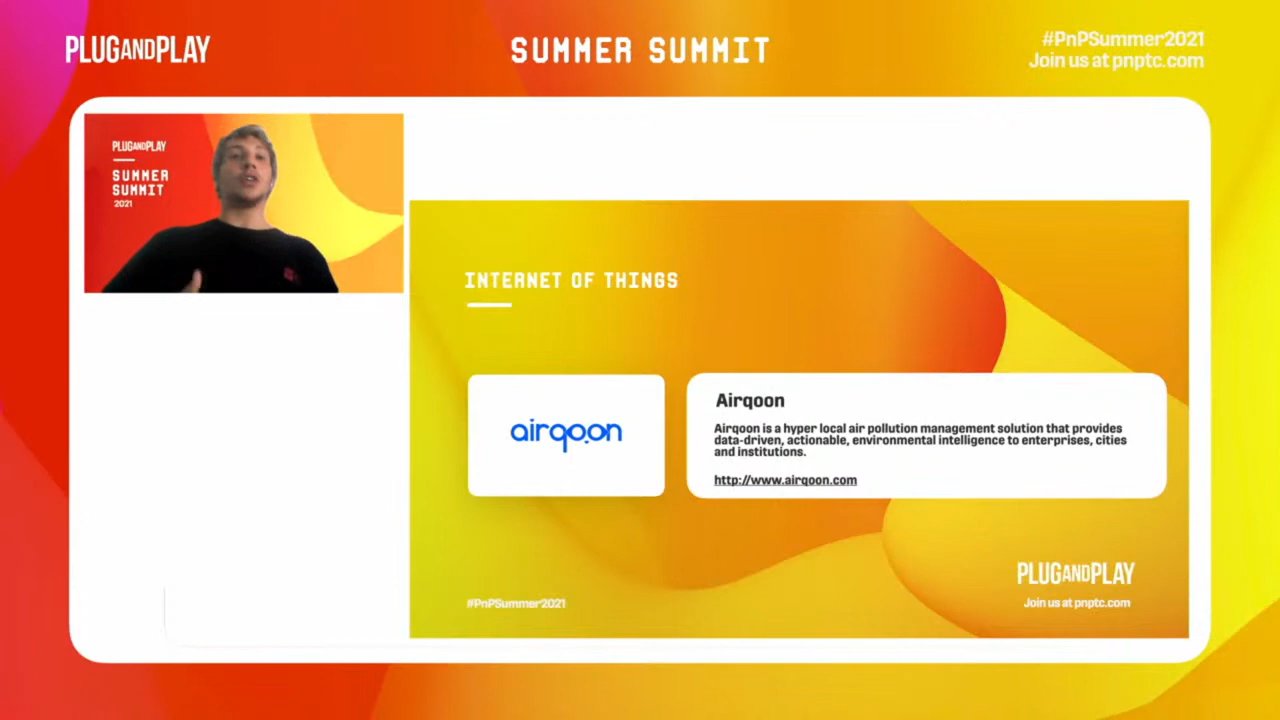 PLUGANDPLAY
SUMMER SUMMIT
#PnPSummer2021
Join us at pnptc.com
PLUGANDPLAY
SUMMER
SUMMIT
2021
INTERNET OF THINGS
airqoon
Airqoon
Airqoon is a hyper local air pollution management solution that provides
data-driven, actionable, environmental intelligence to enterprises, cities
and institutions.
http://www.airqoon.com
#PnPSummer2021
PLUGANDPLAY
Join us at pnptc.com